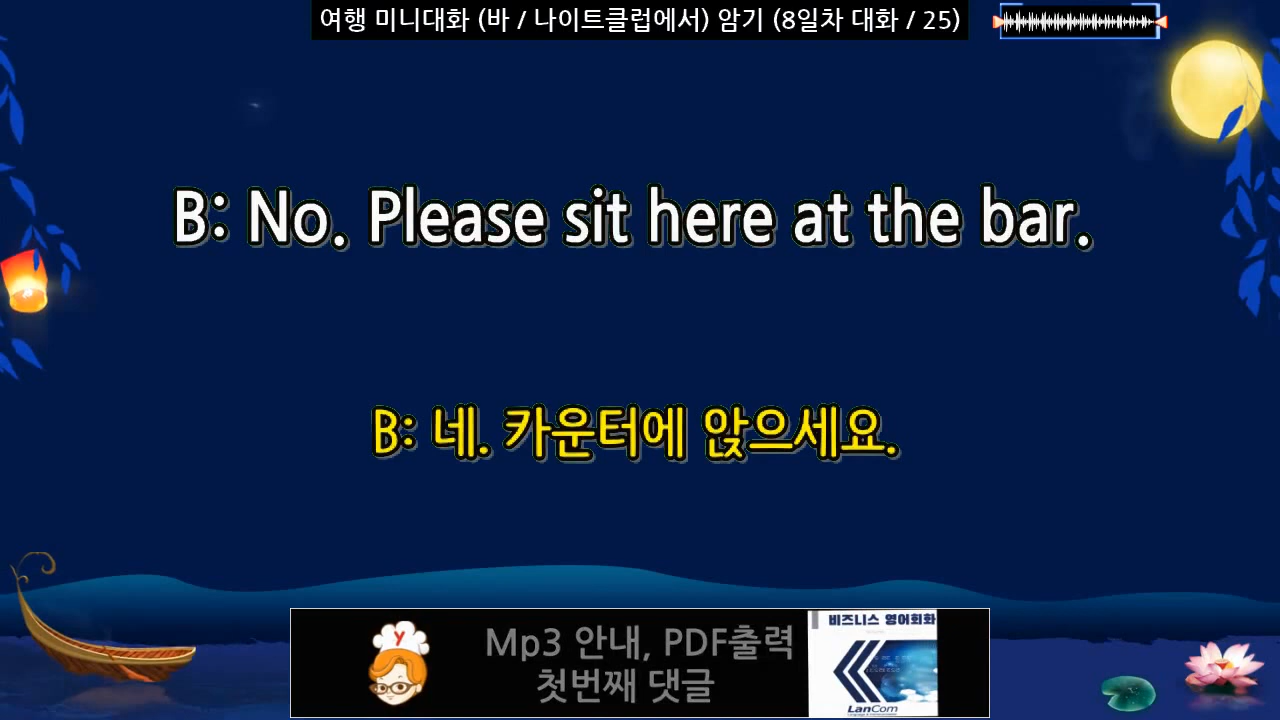 여행 미니대화 (바 / 나이트클럽에서) 암기 (8일차 대화 / 25)
B: No. Please sit here at the bar.
B: 네. 카운터에 앉으세요.
Y
Mp3 안내, PDF출력
첫번째 댓글
비즈니스 영어회화
LanCom